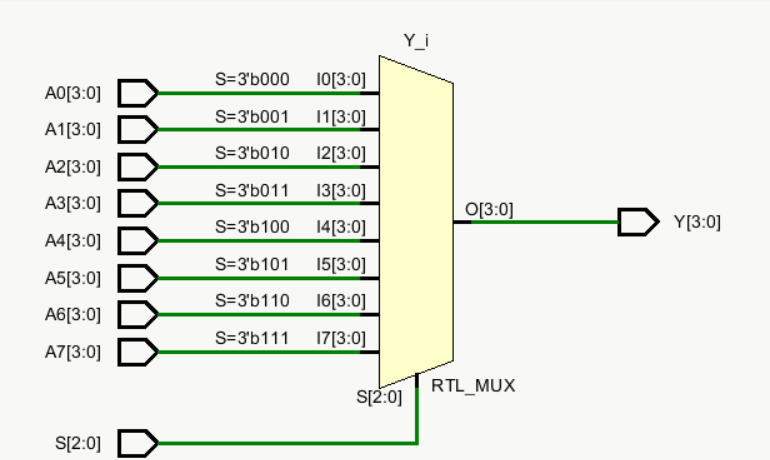 Y_i
A0[3:0] S=3'b000 I0[3:0]
A1[3:0] S=3'b001 I1[3:0]
A2[3:0] S=3'b010 I2[3:0]
A3[3:0] S=3'b011 I3[3:0]
O[3:0] Y[3:0]
A4[3:0] S=3'b100 I4[3:0]
A5[3:0] S=3'b101 I5[3:0]
A6[3:0] S=3'b110 I6[3:0]
A7[3:0] S=3'b111 I7[3:0]
S[2:0] RTL_MUX
S[2:0]